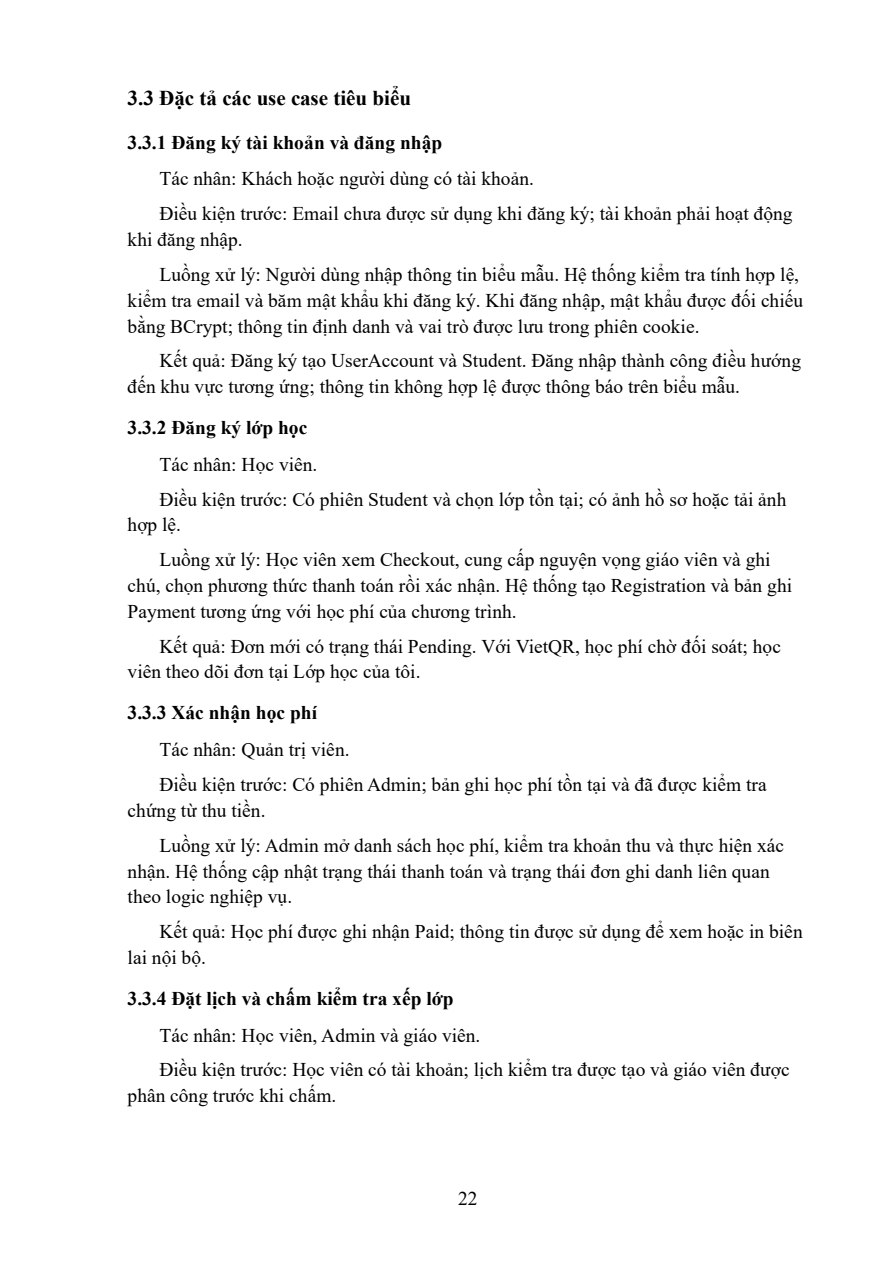 3.3 Đặc tả các use case tiêu biểu
3.3.1 Đăng ký tài khoản và đăng nhập
Tác nhân: Khách hoặc người dùng có tài khoản.
Điều kiện trước: Email chưa được sử dụng khi đăng ký; tài khoản phải hoạt động
khi đăng nhập.
Luồng xử lý: Người dùng nhập thông tin biểu mẫu. Hệ thống kiểm tra tính hợp lệ,
kiểm tra email và băm mật khẩu khi đăng ký. Khi đăng nhập, mật khẩu được đối chiếu
bằng BCrypt; thông tin định danh và vai trò được lưu trong phiên cookie.
Kết quả: Đăng ký tạo UserAccount và Student. Đăng nhập thành công điều hướng
đến khu vực tương ứng; thông tin không hợp lệ được thông báo trên biểu mẫu.
3.3.2 Đăng ký lớp học
Tác nhân: Học viên.
Điều kiện trước: Có phiên Student và chọn lớp tồn tại; có ảnh hồ sơ hoặc tải ảnh
hợp lệ.
Luồng xử lý: Học viên xem Checkout, cung cấp nguyện vọng giáo viên và ghi
chú, chọn phương thức thanh toán rồi xác nhận. Hệ thống tạo Registration và bản ghi
Payment tương ứng với học phí của chương trình.
Kết quả: Đơn mới có trạng thái Pending. Với VietQR, học phí chờ đối soát; học
viên theo dõi đơn tại Lớp học của tôi.
3.3.3 Xác nhận học phí
Tác nhân: Quản trị viên.
Điều kiện trước: Có phiên Admin; bản ghi học phí tồn tại và đã được kiểm tra
chứng từ thu tiền.
Luồng xử lý: Admin mở danh sách học phí, kiểm tra khoản thu và thực hiện xác
nhận. Hệ thống cập nhật trạng thái thanh toán và trạng thái đơn ghi danh liên quan
theo logic nghiệp vụ.
Kết quả: Học phí được ghi nhận Paid; thông tin được sử dụng để xem hoặc in biên
lai nội bộ.
3.3.4 Đặt lịch và chấm kiểm tra xếp lớp
Tác nhân: Học viên, Admin và giáo viên.
Điều kiện trước: Học viên có tài khoản; lịch kiểm tra được tạo và giáo viên được
phân công trước khi chấm.
22